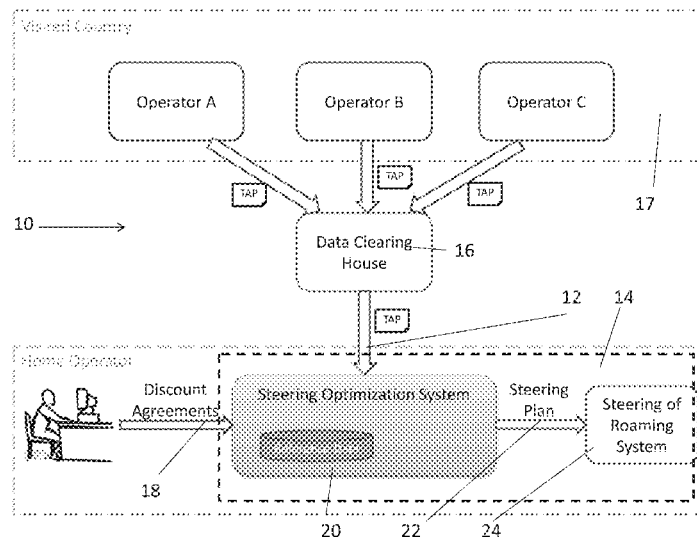 Visited Country
Operator A
Operator B
Operator C
TAP
TAP
TAP
17
10
Data Clearing
House
16
TAP
12
14
Home Operator
Discount
Agreements
Steering Optimization System
Steering
Plan
Steering of
Roaming
System
18
20
22
24